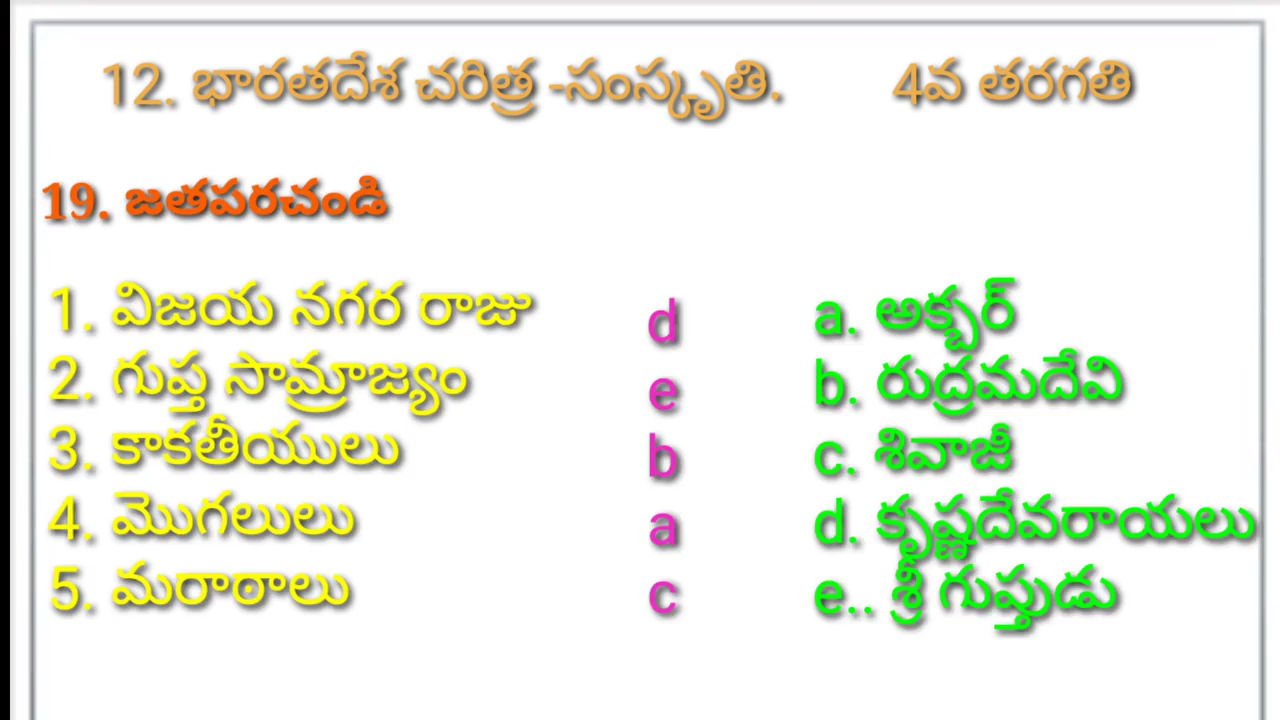 12. భారతదేశ చరిత్ర -సంస్కృతి. 4వ తరగతి
19. జతపరచండి
1. విజయ నగర రాజు d a. అక్బర్
2. గుప్త సామ్రాజ్యం e b. రుద్రమదేవి
3. కాకతీయులు b c. శివాజీ
4. మొగలులు a d. కృష్ణదేవరాయలు
5. మరాఠాలు c e.. శ్రీ గుప్తుడు